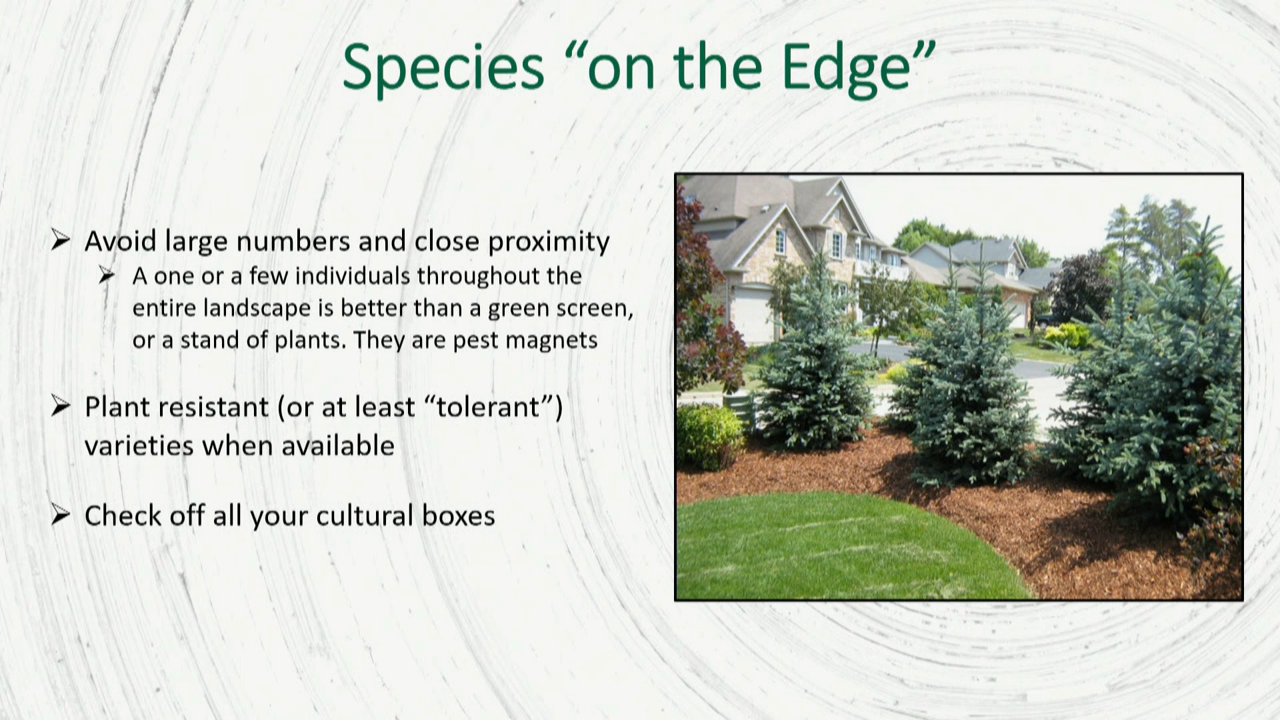 Species “on the Edge”
Avoid large numbers and close proximity
A one or a few individuals throughout the
entire landscape is better than a green screen,
or a stand of plants. They are pest magnets
Plant resistant (or at least “tolerant”)
varieties when available
Check off all your cultural boxes